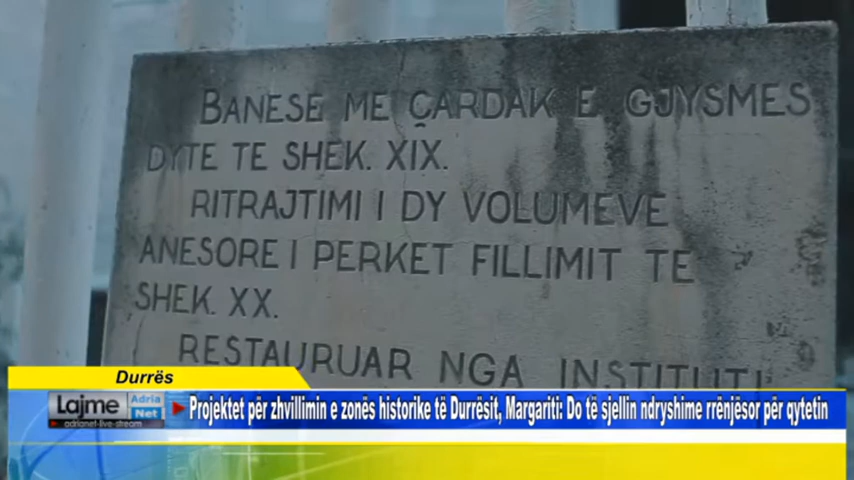 BANESE ME ÇARDAK E GJYSMES
DYTE TE SHEK. XIX.
RITRAJTIMI I DY VOLUMEVE
ANESORE I PERKET FILLIMIT TE
SHEK. XX.
RESTAURUAR NGA INSTITUTI
Durrës
Lajme Adria Net
Projektet për zhvillimin e zonës historike të Durrësit, Margariti: Do të sjellin ndryshime rrënjësor për qytetin
adrianet-live-stream